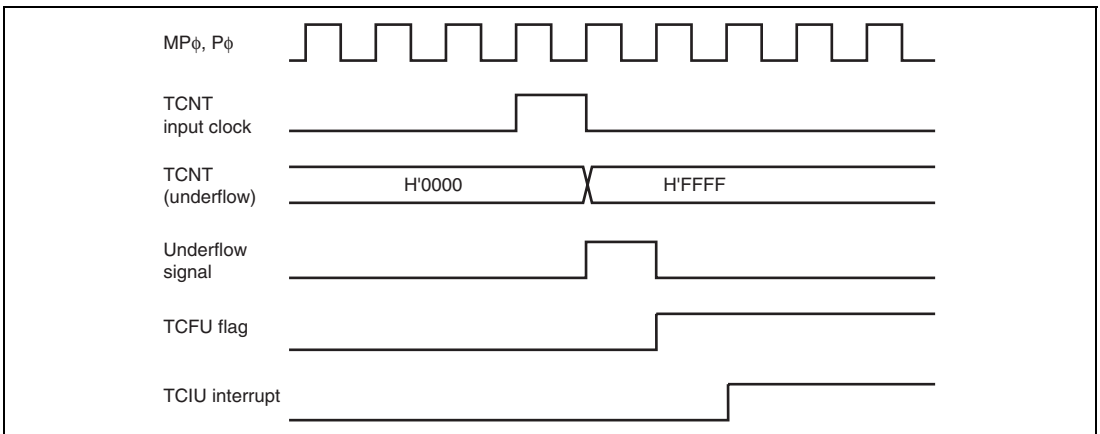 MPϕ, Pϕ
TCNT
input clock
TCNT
(underflow)
H'0000
H'FFFF
Underflow
signal
TCFU flag
TCIU interrupt